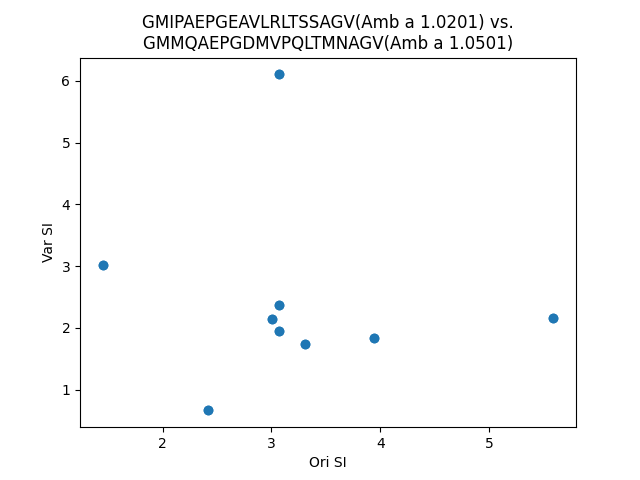 GMIPAEPGEAVLRLTSSAGV(Amb a 1.0201) vs.
GMMQAEPGDMVPQLTMNAGV(Amb a 1.0501)
6
5
4
3
2
1
Var SI
2 3 4 5
Ori SI